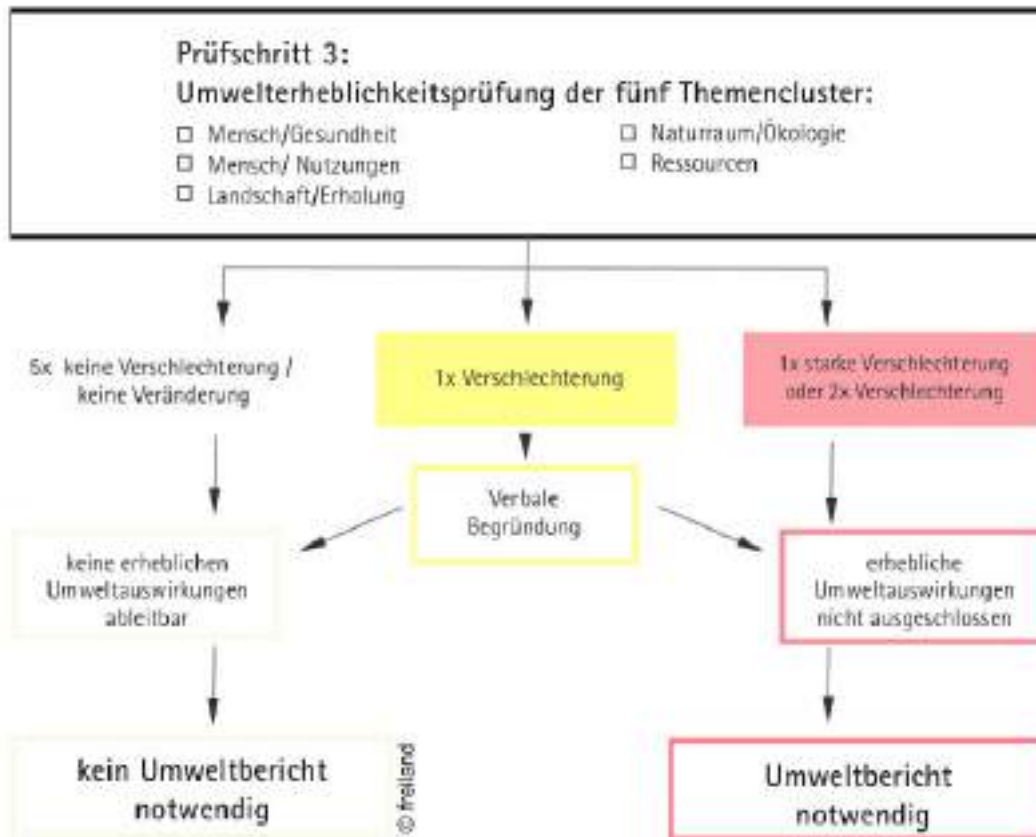 Prüfschritt 3:
Umwelterheblichkeitsprüfung der fünf Themencluster:
□ Mensch/Gesundheit
□ Mensch/ Nutzungen
□ Landschaft/Erholung
□ Naturraum/Ökologie
□ Ressourcen
5x keine Verschlechterung /
keine Veränderung
1x Verschlechterung
1x starke Verschlechterung
oder 2x Verschlechterung
Verbale
Begründung
keine erheblichen
Umweltauswirkungen
ableitbar
erhebliche
Umweltauswirkungen
nicht ausgeschlossen
kein Umweltbericht
notwendig
© freiland
Umweltbericht
notwendig